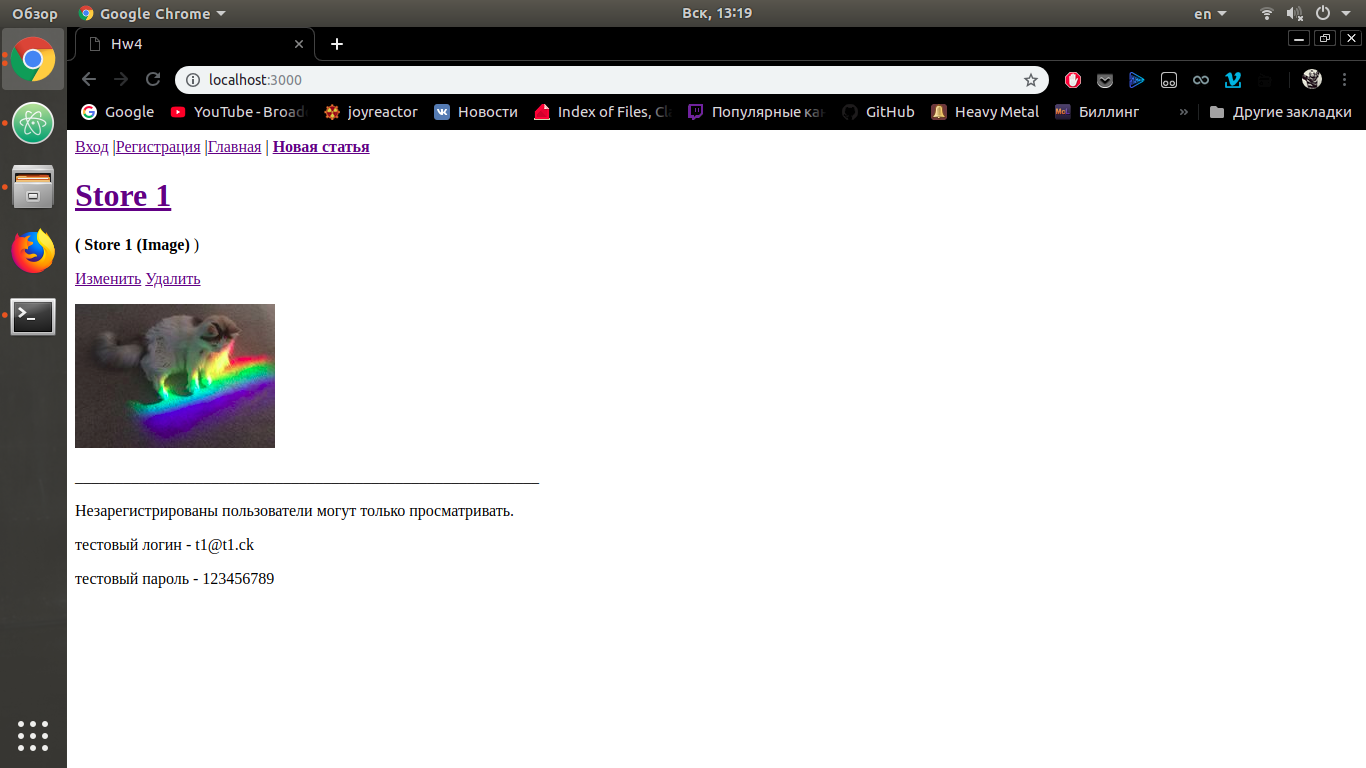 Обзор Google Chrome Вск, 13:19 en
Hw4
localhost:3000
Google YouTube - Broad joyreactor Новости Index of Files, Cla Популярные кан GitHub Heavy Metal Биллинг » Другие закладки
Вход |Регистрация |Главная | Новая статья
Store 1
( Store 1 (Image) )
Изменить Удалить
Незарегистрированы пользователи могут только просматривать.
тестовый логин - t1@t1.ck
тестовый пароль - 123456789